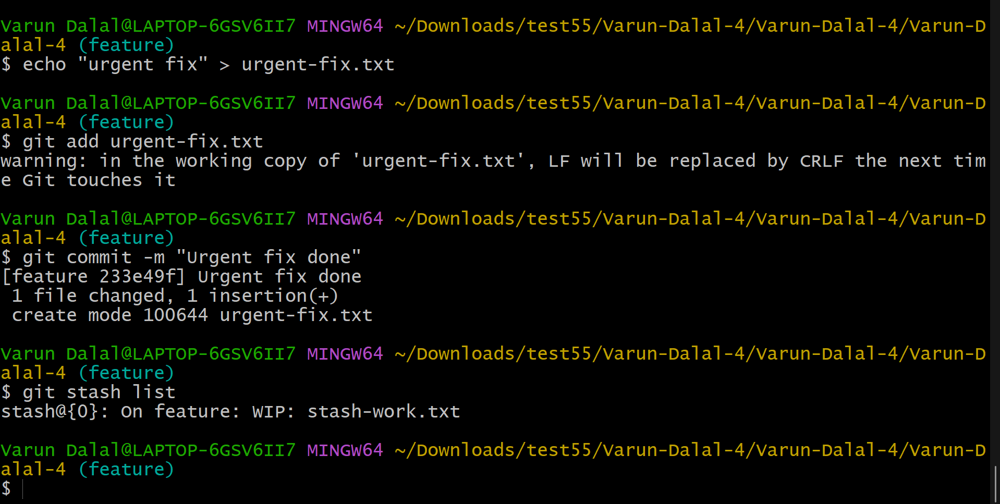 Varun Dalal@LAPTOP-6GSV6II7 MINGW64 ~/Downloads/test55/Varun-Dalal-4/Varun-Dalal-4/Varun-D
alal-4 (feature)
$ echo "urgent fix" > urgent-fix.txt
Varun Dalal@LAPTOP-6GSV6II7 MINGW64 ~/Downloads/test55/Varun-Dalal-4/Varun-Dalal-4/Varun-D
alal-4 (feature)
$ git add urgent-fix.txt
warning: in the working copy of 'urgent-fix.txt', LF will be replaced by CRLF the next tim
e Git touches it
Varun Dalal@LAPTOP-6GSV6II7 MINGW64 ~/Downloads/test55/Varun-Dalal-4/Varun-Dalal-4/Varun-D
alal-4 (feature)
$ git commit -m "Urgent fix done"
[feature 233e49f] Urgent fix done
 1 file changed, 1 insertion(+)
 create mode 100644 urgent-fix.txt
Varun Dalal@LAPTOP-6GSV6II7 MINGW64 ~/Downloads/test55/Varun-Dalal-4/Varun-Dalal-4/Varun-D
alal-4 (feature)
$ git stash list
stash@{0}: On feature: WIP: stash-work.txt
Varun Dalal@LAPTOP-6GSV6II7 MINGW64 ~/Downloads/test55/Varun-Dalal-4/Varun-Dalal-4/Varun-D
alal-4 (feature)
$